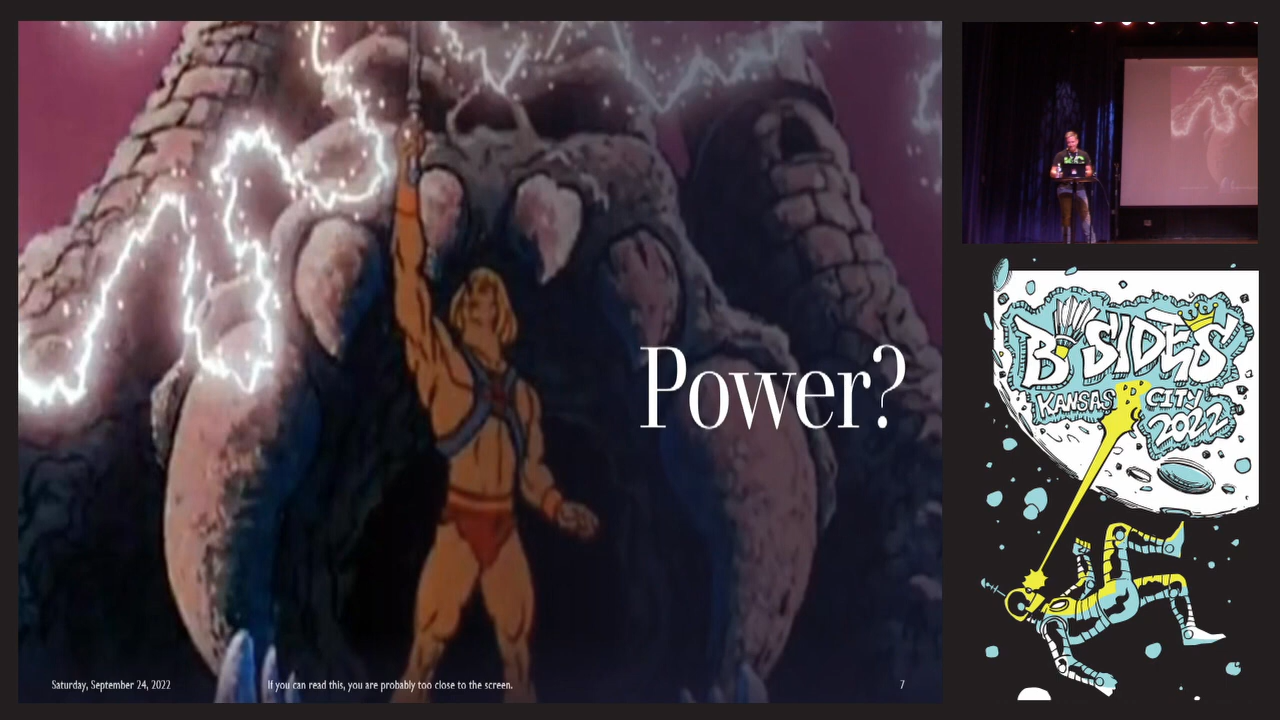 Power?
Saturday, September 24, 2022
If you can read this, you are probably too close to the screen.
7
B SIDES
KANSAS CITY
2022